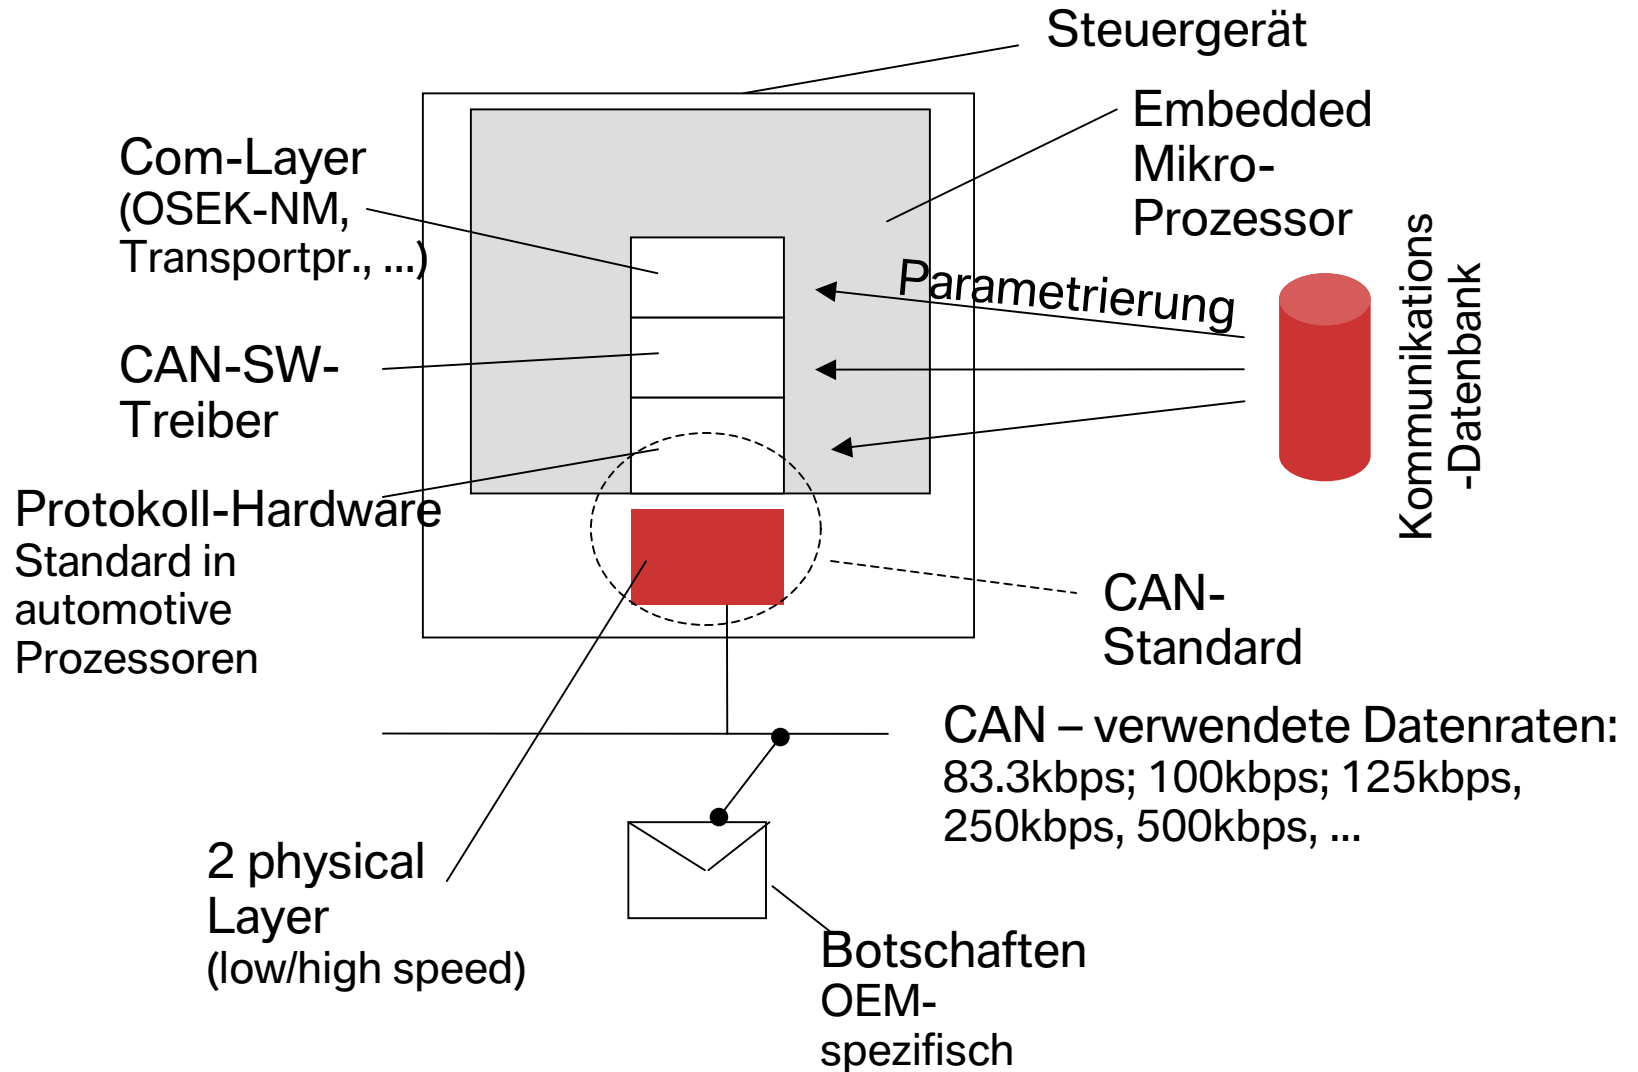 Steuergerät
Embedded
Mikro-
Prozessor
Com-Layer
(OSEK-NM,
Transportpr., ...)
Parametrierung
Kommunikations
-Datenbank
CAN-SW-
Treiber
Protokoll-Hardware
Standard in
automotive
Prozessoren
CAN-
Standard
CAN – verwendete Datenraten:
83.3kbps; 100kbps; 125kbps,
250kbps, 500kbps, ...
2 physical
Layer
(low/high speed)
Botschaften
OEM-
spezifisch